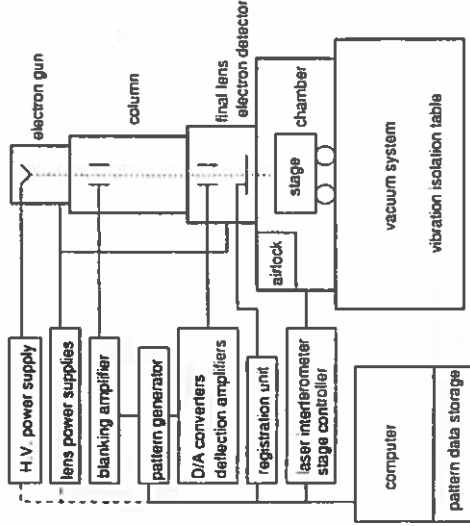 electron gun
column
final lens
electron detector
chamber
stage
airlock
vacuum system
vibration isolation table
H.V. power supply
lens power supplies
blanking amplifier
pattern generator
D/A converters
deflection amplifiers
registration unit
laser interferometer
stage controller
computer
pattern data storage